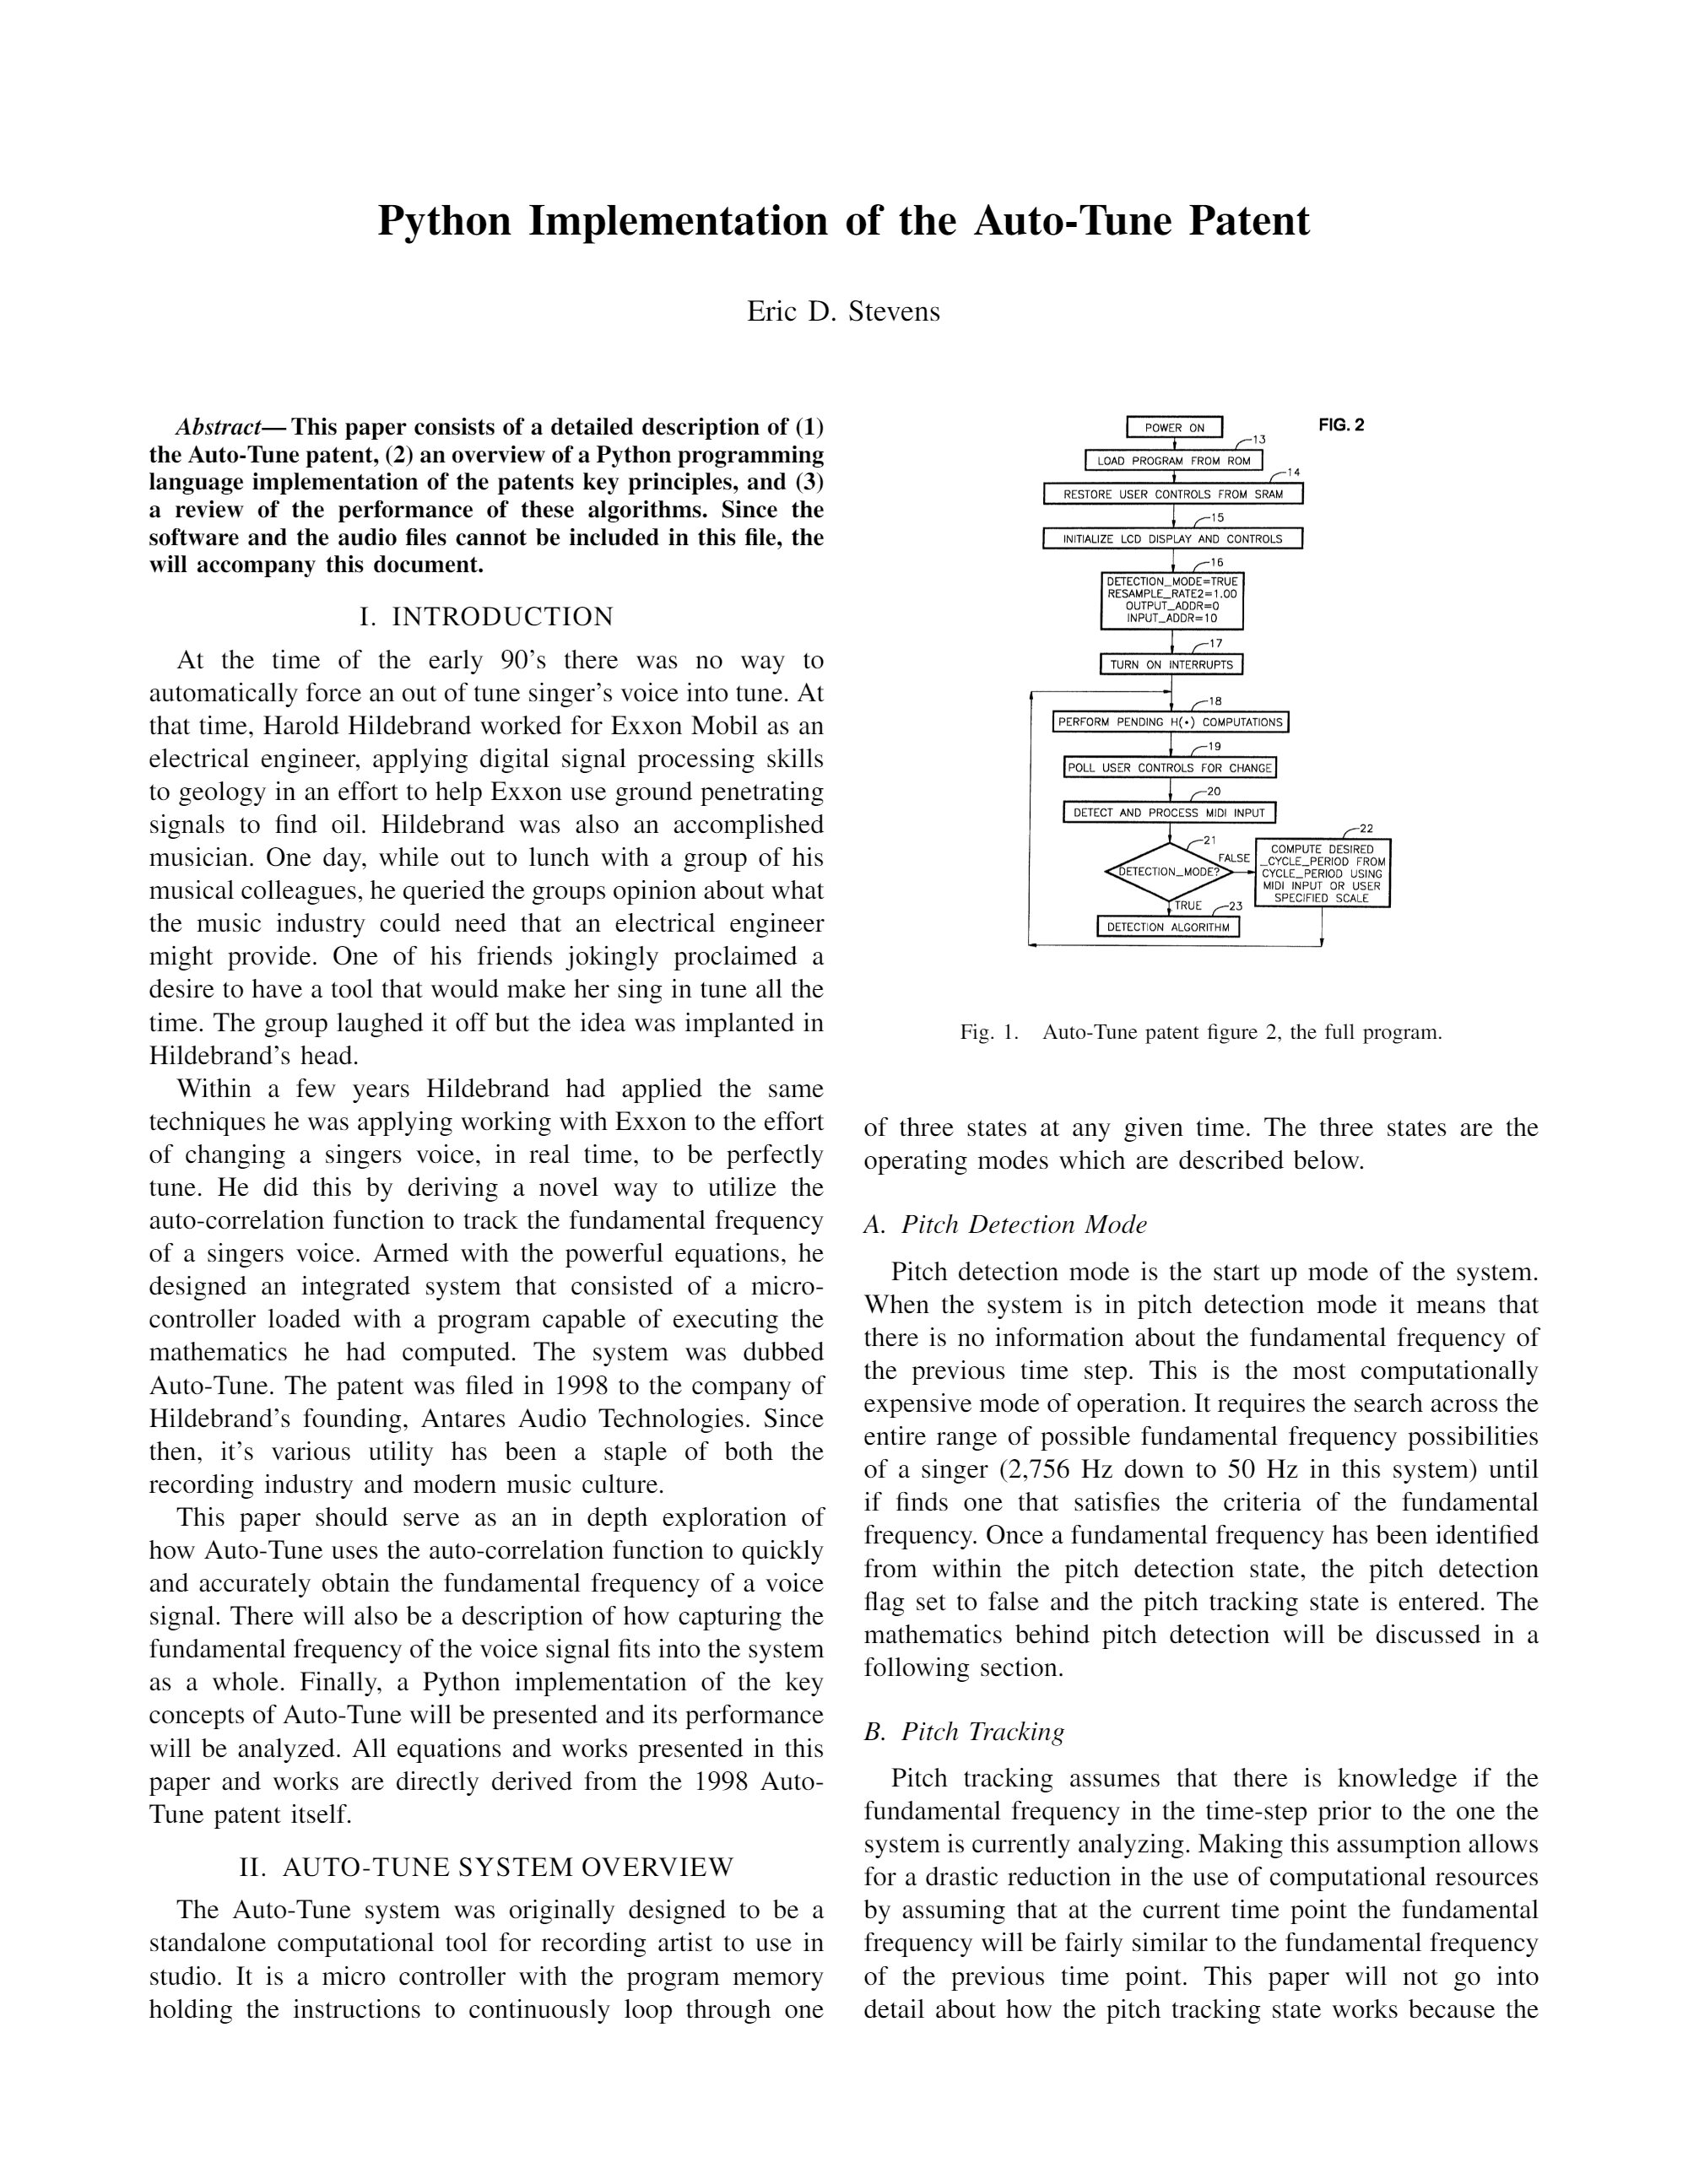 Python Implementation of the Auto-Tune Patent
Eric D. Stevens
Abstract— This paper consists of a detailed description of (1)
the Auto-Tune patent, (2) an overview of a Python programming
language implementation of the patents key principles, and (3)
a review of the performance of these algorithms. Since the
software and the audio files cannot be included in this file, the
will accompany this document.
I. INTRODUCTION
At the time of the early 90's there was no way to
automatically force an out of tune singer's voice into tune. At
that time, Harold Hildebrand worked for Exxon Mobil as an
electrical engineer, applying digital signal processing skills
to geology in an effort to help Exxon use ground penetrating
signals to find oil. Hildebrand was also an accomplished
musician. One day, while out to lunch with a group of his
musical colleagues, he queried the groups opinion about what
the music industry could need that an electrical engineer
might provide. One of his friends jokingly proclaimed a
desire to have a tool that would make her sing in tune all the
time. The group laughed it off but the idea was implanted in
Hildebrand's head.
Within a few years Hildebrand had applied the same
techniques he was applying working with Exxon to the effort
of changing a singers voice, in real time, to be perfectly
tune. He did this by deriving a novel way to utilize the
auto-correlation function to track the fundamental frequency
of a singers voice. Armed with the powerful equations, he
designed an integrated system that consisted of a micro-
controller loaded with a program capable of executing the
mathematics he had computed. The system was dubbed
Auto-Tune. The patent was filed in 1998 to the company of
Hildebrand's founding, Antares Audio Technologies. Since
then, it's various utility has been a staple of both the
recording industry and modern music culture.
This paper should serve as an in depth exploration of
how Auto-Tune uses the auto-correlation function to quickly
and accurately obtain the fundamental frequency of a voice
signal. There will also be a description of how capturing the
fundamental frequency of the voice signal fits into the system
as a whole. Finally, a Python implementation of the key
concepts of Auto-Tune will be presented and its performance
will be analyzed. All equations and works presented in this
paper and works are directly derived from the 1998 Auto-
Tune patent itself.
II. AUTO-TUNE SYSTEM OVERVIEW
The Auto-Tune system was originally designed to be a
standalone computational tool for recording artist to use in
studio. It is a micro controller with the program memory
holding the instructions to continuously loop through one
FIG. 2
POWER ON
13
LOAD PROGRAM FROM ROM
14
RESTORE USER CONTROLS FROM SRAM
15
INITIALIZE LCD DISPLAY AND CONTROLS
16
DETECTION_MODE=TRUE
RESAMPLE_RATE2=1.00
OUTPUT_ADDR=0
INPUT_ADDR=10
17
TURN ON INTERRUPTS
18
PERFORM PENDING H(•) COMPUTATIONS
19
POLL USER CONTROLS FOR CHANGE
20
DETECT AND PROCESS MIDI INPUT
21
DETECTION_MODE?
FALSE
22
COMPUTE DESIRED
_CYCLE_PERIOD FROM
CYCLE_PERIOD USING
MIDI INPUT OR USER
SPECIFIED SCALE
TRUE
23
DETECTION ALGORITHM
Fig. 1. Auto-Tune patent figure 2, the full program.
of three states at any given time. The three states are the
operating modes which are described below.
A. Pitch Detection Mode
Pitch detection mode is the start up mode of the system.
When the system is in pitch detection mode it means that
there is no information about the fundamental frequency of
the previous time step. This is the most computationally
expensive mode of operation. It requires the search across the
entire range of possible fundamental frequency possibilities
of a singer (2,756 Hz down to 50 Hz in this system) until
if finds one that satisfies the criteria of the fundamental
frequency. Once a fundamental frequency has been identified
from within the pitch detection state, the pitch detection
flag set to false and the pitch tracking state is entered. The
mathematics behind pitch detection will be discussed in a
following section.
B. Pitch Tracking
Pitch tracking assumes that there is knowledge if the
fundamental frequency in the time-step prior to the one the
system is currently analyzing. Making this assumption allows
for a drastic reduction in the use of computational resources
by assuming that at the current time point the fundamental
frequency will be fairly similar to the fundamental frequency
of the previous time point. This paper will not go into
detail about how the pitch tracking state works because the